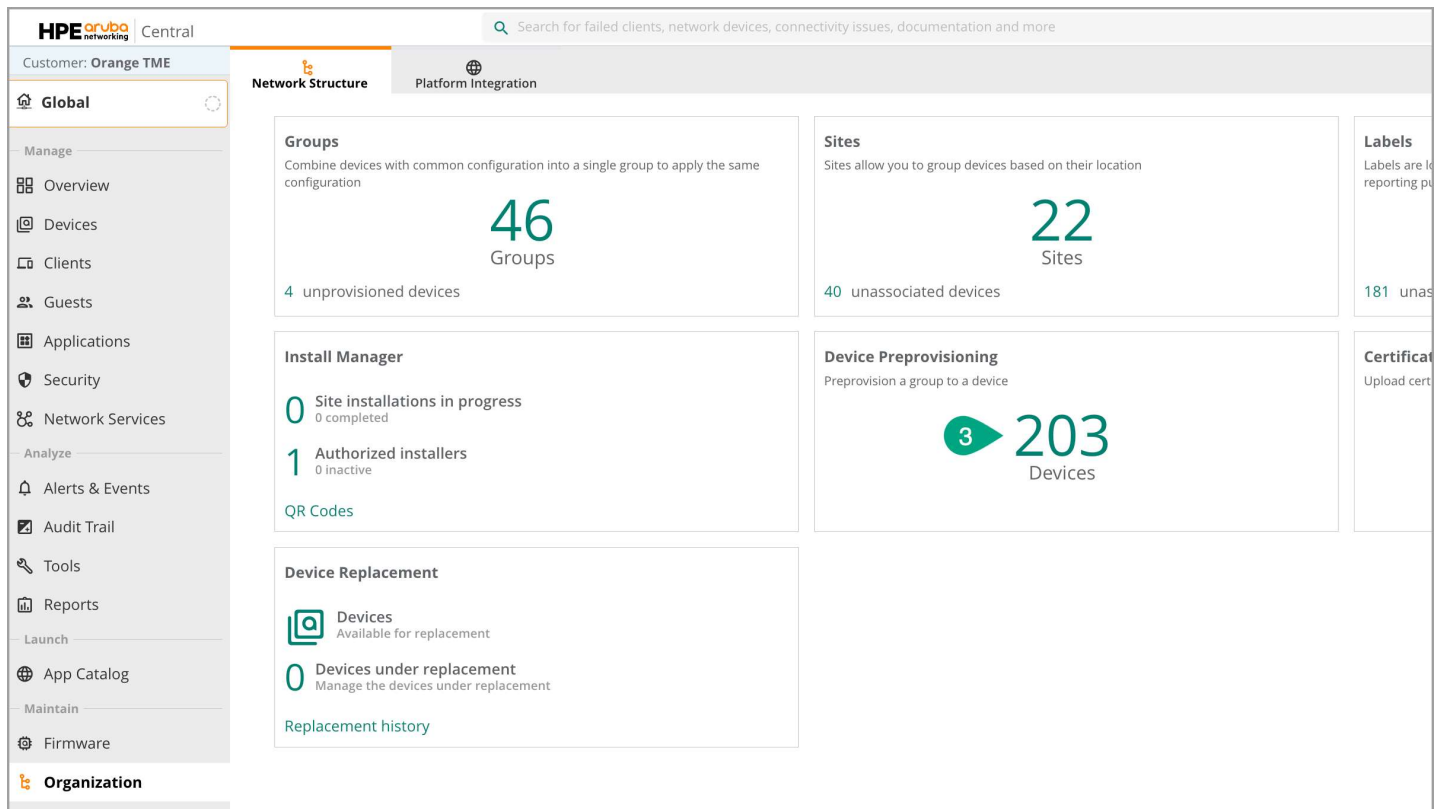 HPE aruba networking Central
Search for failed clients, network devices, connectivity issues, documentation and more
Customer: Orange TME
Global
Manage
Overview
Devices
Clients
Guests
Applications
Security
Network Services
Analyze
Alerts & Events
Audit Trail
Tools
Reports
Launch
App Catalog
Maintain
Firmware
Organization
Network Structure
Platform Integration
Groups
Combine devices with common configuration into a single group to apply the same
configuration
46
Groups
4 unprovisioned devices
Sites
Sites allow you to group devices based on their location
22
Sites
40 unassociated devices
Labels
Labels are
reporting
181
Install Manager
0 Site installations in progress
0 completed
1 Authorized installers
0 inactive
QR Codes
Device Preprovisioning
Preprovision a group to a device
3
203
Devices
Upload
Device Replacement
Devices
Available for replacement
0 Devices under replacement
Manage the devices under replacement
Replacement history